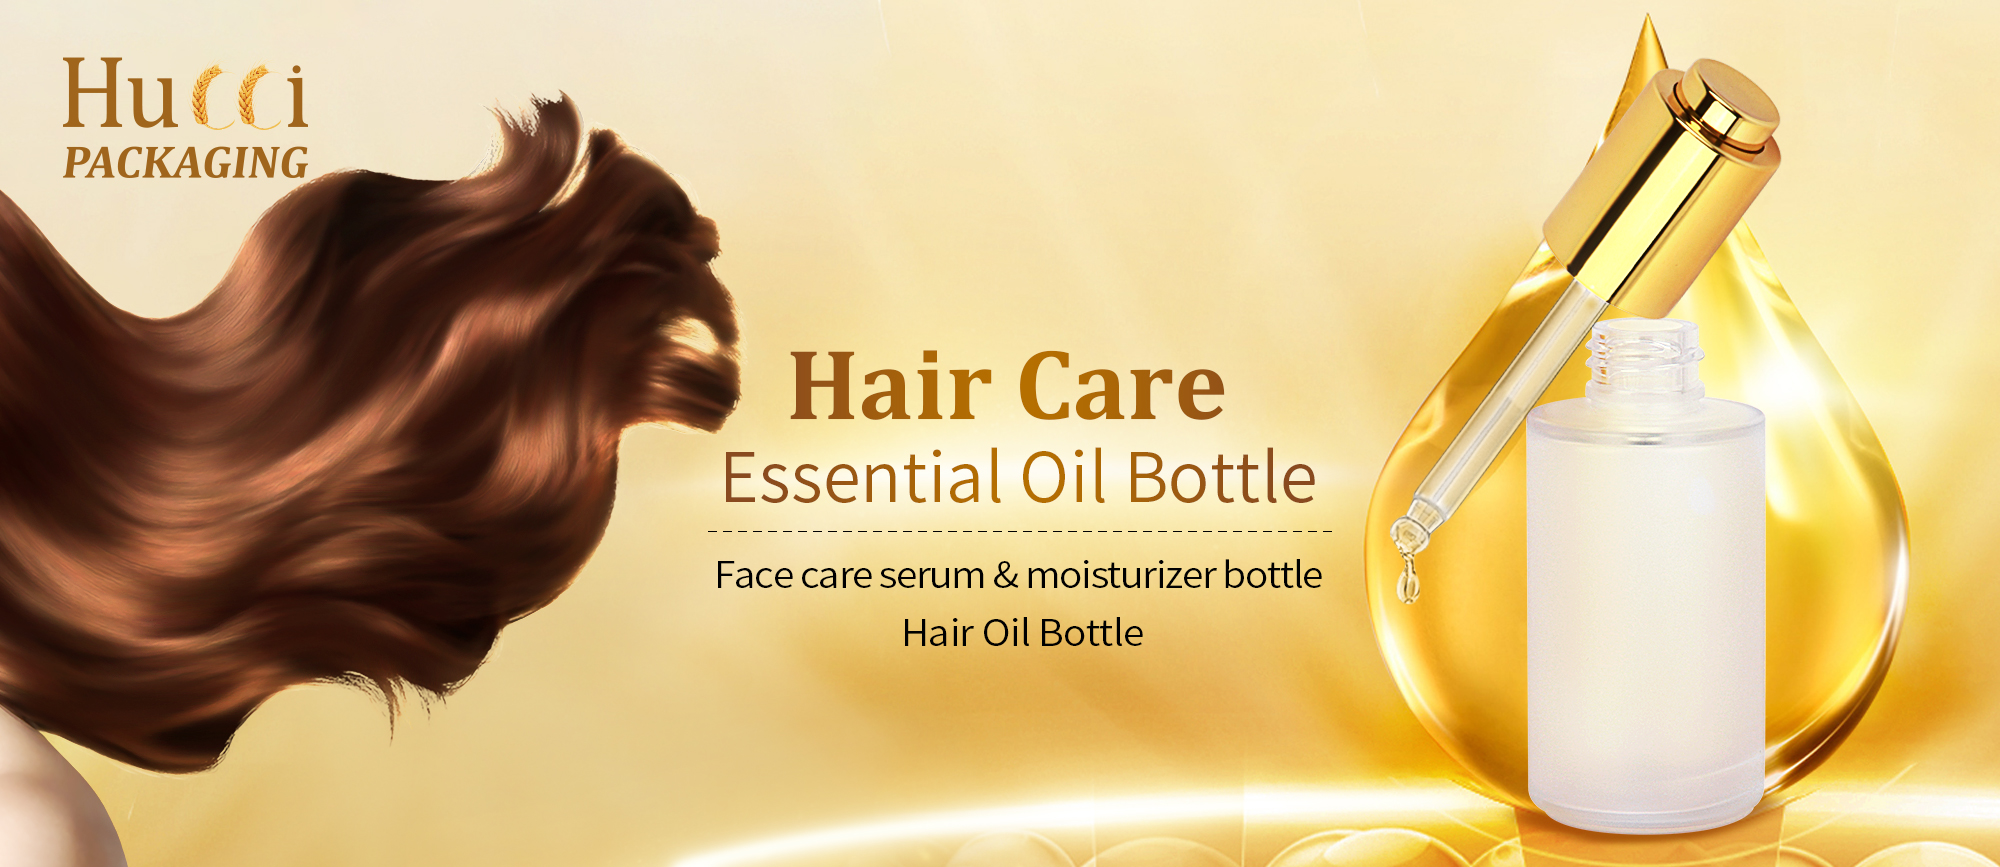 Hucci
PACKAGING
Hair Care
Essential Oil Bottle
Face care serum & moisturizer bottle
Hair Oil Bottle